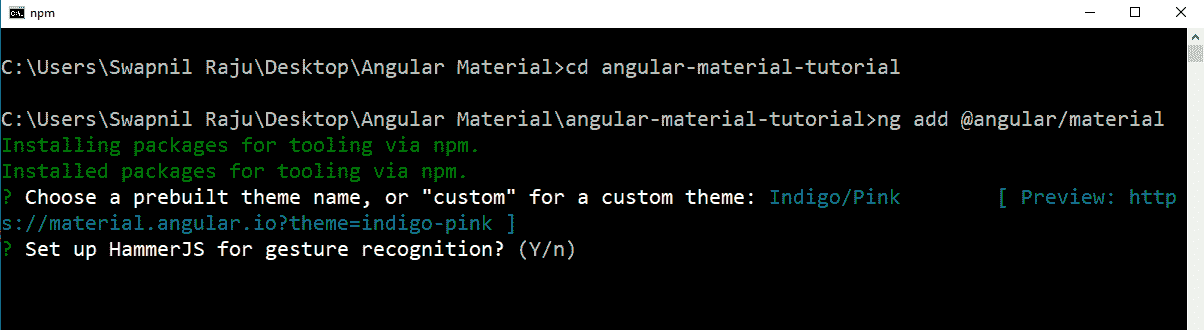 npm
C:\Users\Swapnil Raju\Desktop\Angular Material>cd angular-material-tutorial
C:\Users\Swapnil Raju\Desktop\Angular Material\angular-material-tutorial>ng add @angular/material
Installing packages for tooling via npm.
Installed packages for tooling via npm.
? Choose a prebuilt theme name, or "custom" for a custom theme: Indigo/Pink        [ Preview: http
s://material.angular.io?theme=indigo-pink ]
? Set up HammerJS for gesture recognition? (Y/n)